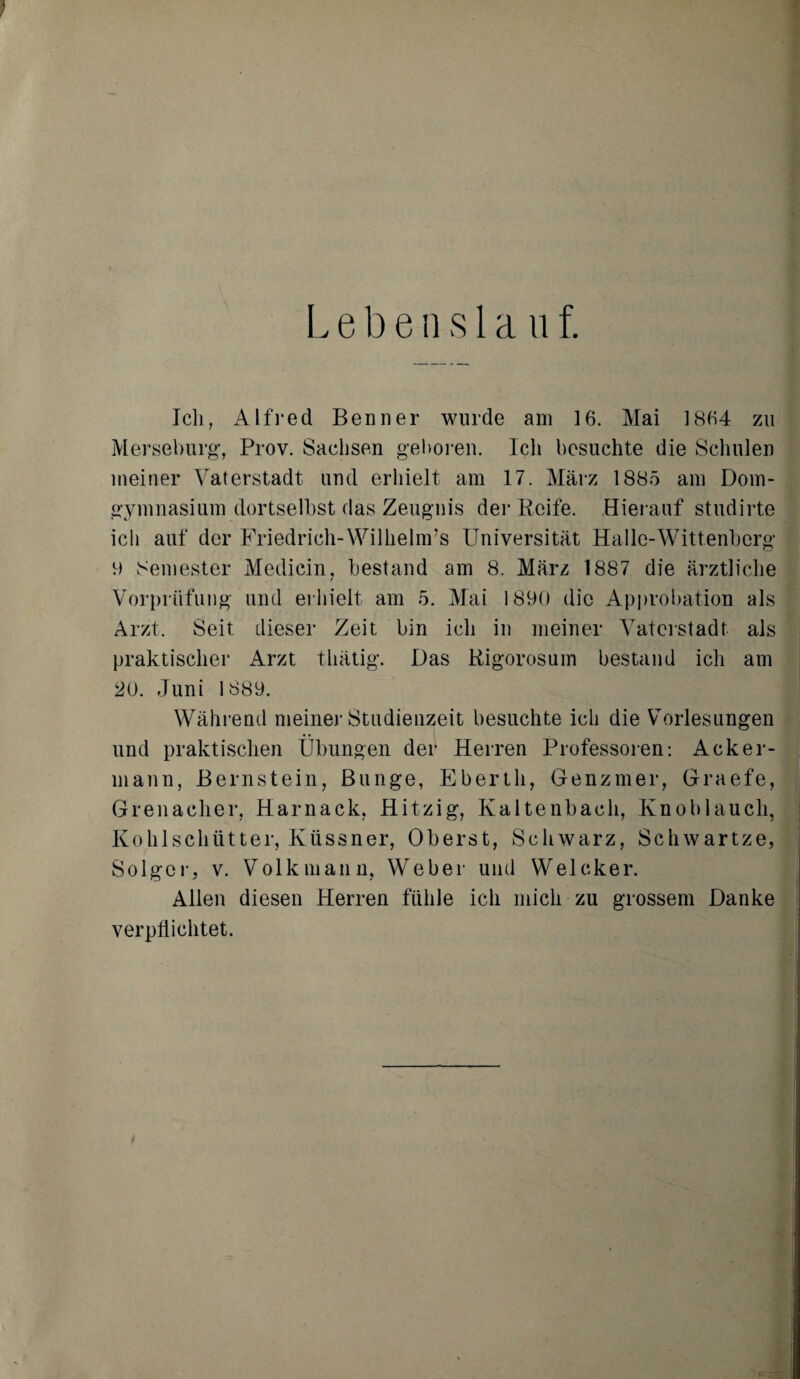 Lebenslauf.
Ich, Alfred Benner wurde am 16. Mai 1864 zu
Merseburg, Prov. Sachsen geboren. Ich besuchte die Schulen
meiner Vaterstadt und erhielt am 17. März 1885 am Dom-
gymnasium dortselbst das Zeugnis der Reife. Hierauf studirte
ich auf der Friedrich-Wilhelm's Universität Halle-Wittenberg
9 Semester Medicin, bestand am 8. März 1887 die ärztliche
Vorprüfung und erhielt am 5. Mai 1890 die Approbation als
Arzt. Seit dieser Zeit bin ich in meiner Vaterstadt als
praktischer Arzt thätig. Das Rigorosum bestand ich am
20. Juni 1889.
Während meiner Studienzeit besuchte ich die Vorlesungen
und praktischen Übungen der Herren Professoren: Acker-
mann, Bernstein, Bunge, Eberth, Genzmer, Graefe,
Grenacher, Harnack, Hitzig, Kaltenbach, Knoblauch,
Kohlschütter, Küssner, Oberst, Schwarz, Schwartze,
Solger, v. Volkmann, Weber und Welcker.
Allen diesen Herren fühle ich mich zu grossem Danke
verpflichtet.